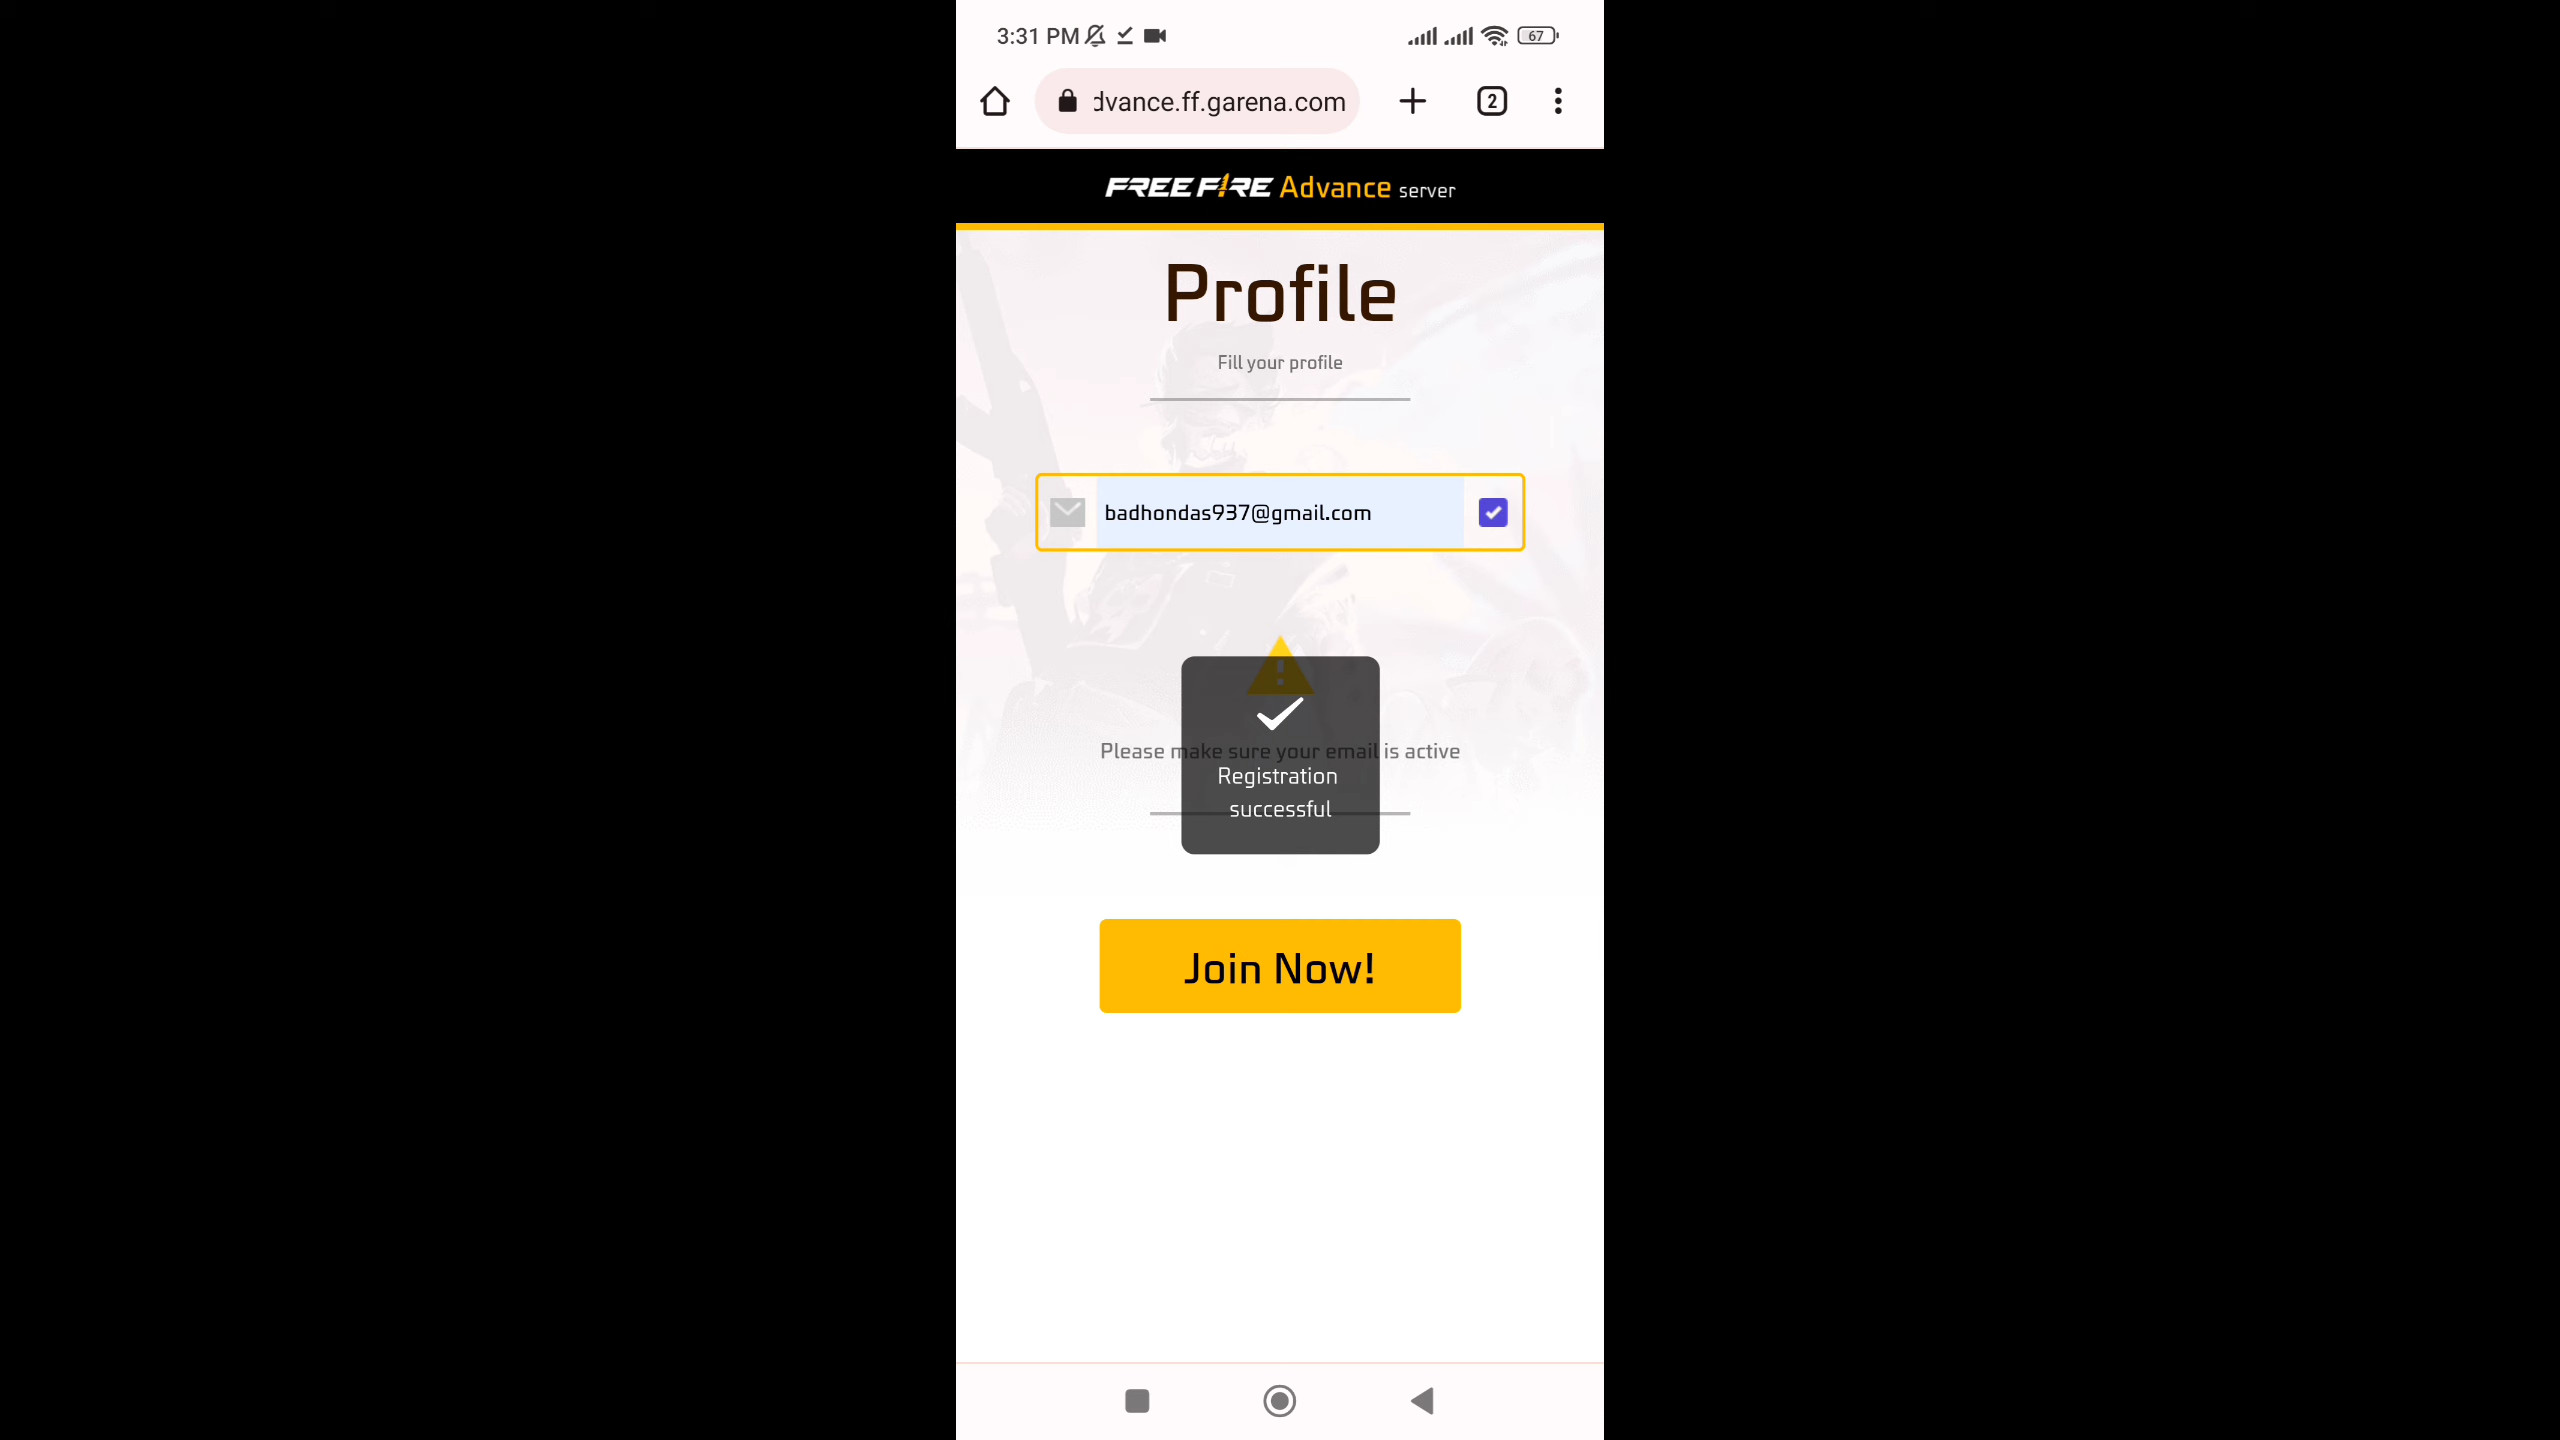 3:31 PM
67
dvance.ff.garena.com
2
FREE FIRE Advance server
Profile
Fill your profile
badhondas937@gmail.com
Please make sure your email is active
Registration
successful
Join Now!